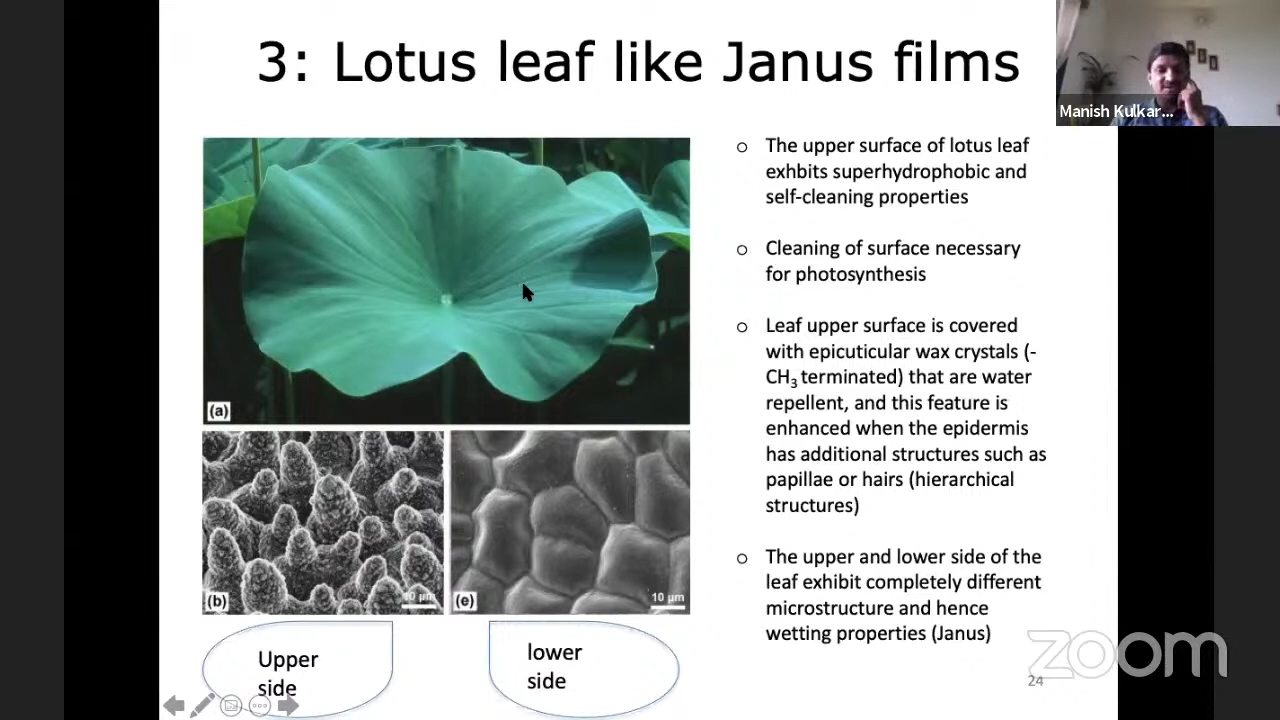 3: Lotus leaf like Janus films
Manish Kulkar...
(a)
(b)
10 μm
(e)
10 μm
Upper
side
lower
side
o The upper surface of lotus leaf
exhbits superhydrophobic and
self-cleaning properties
o Cleaning of surface necessary
for photosynthesis
o Leaf upper surface is covered
with epicuticular wax crystals (-
CH₃ terminated) that are water
repellent, and this feature is
enhanced when the epidermis
has additional structures such as
papillae or hairs (hierarchical
structures)
o The upper and lower side of the
leaf exhibit completely different
microstructure and hence
wetting properties (Janus)
zoom
24